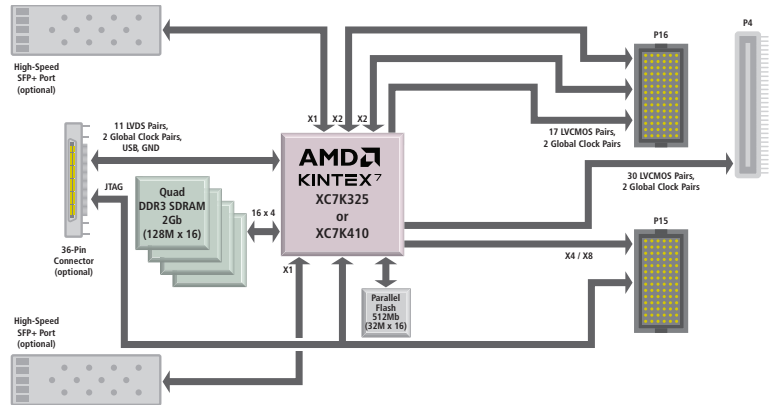 High-Speed
SFP+ Port
(optional)
P16
P4
X1
X2
X2
11 LVDS Pairs,
2 Global Clock Pairs,
USB, GND
17 LVCMOS Pairs,
2 Global Clock Pairs
AMD
KINTEX 7
XC7K325
or
XC7K410
JTAG
Quad
DDR3 SDRAM
2Gb
(128M x 16)
16 x 4
30 LVCMOS Pairs,
2 Global Clock Pairs
P15
36-Pin
Connector
(optional)
X1
X4 / X8
Parallel
Flash
512Mb
(32M x 16)
High-Speed
SFP+ Port
(optional)